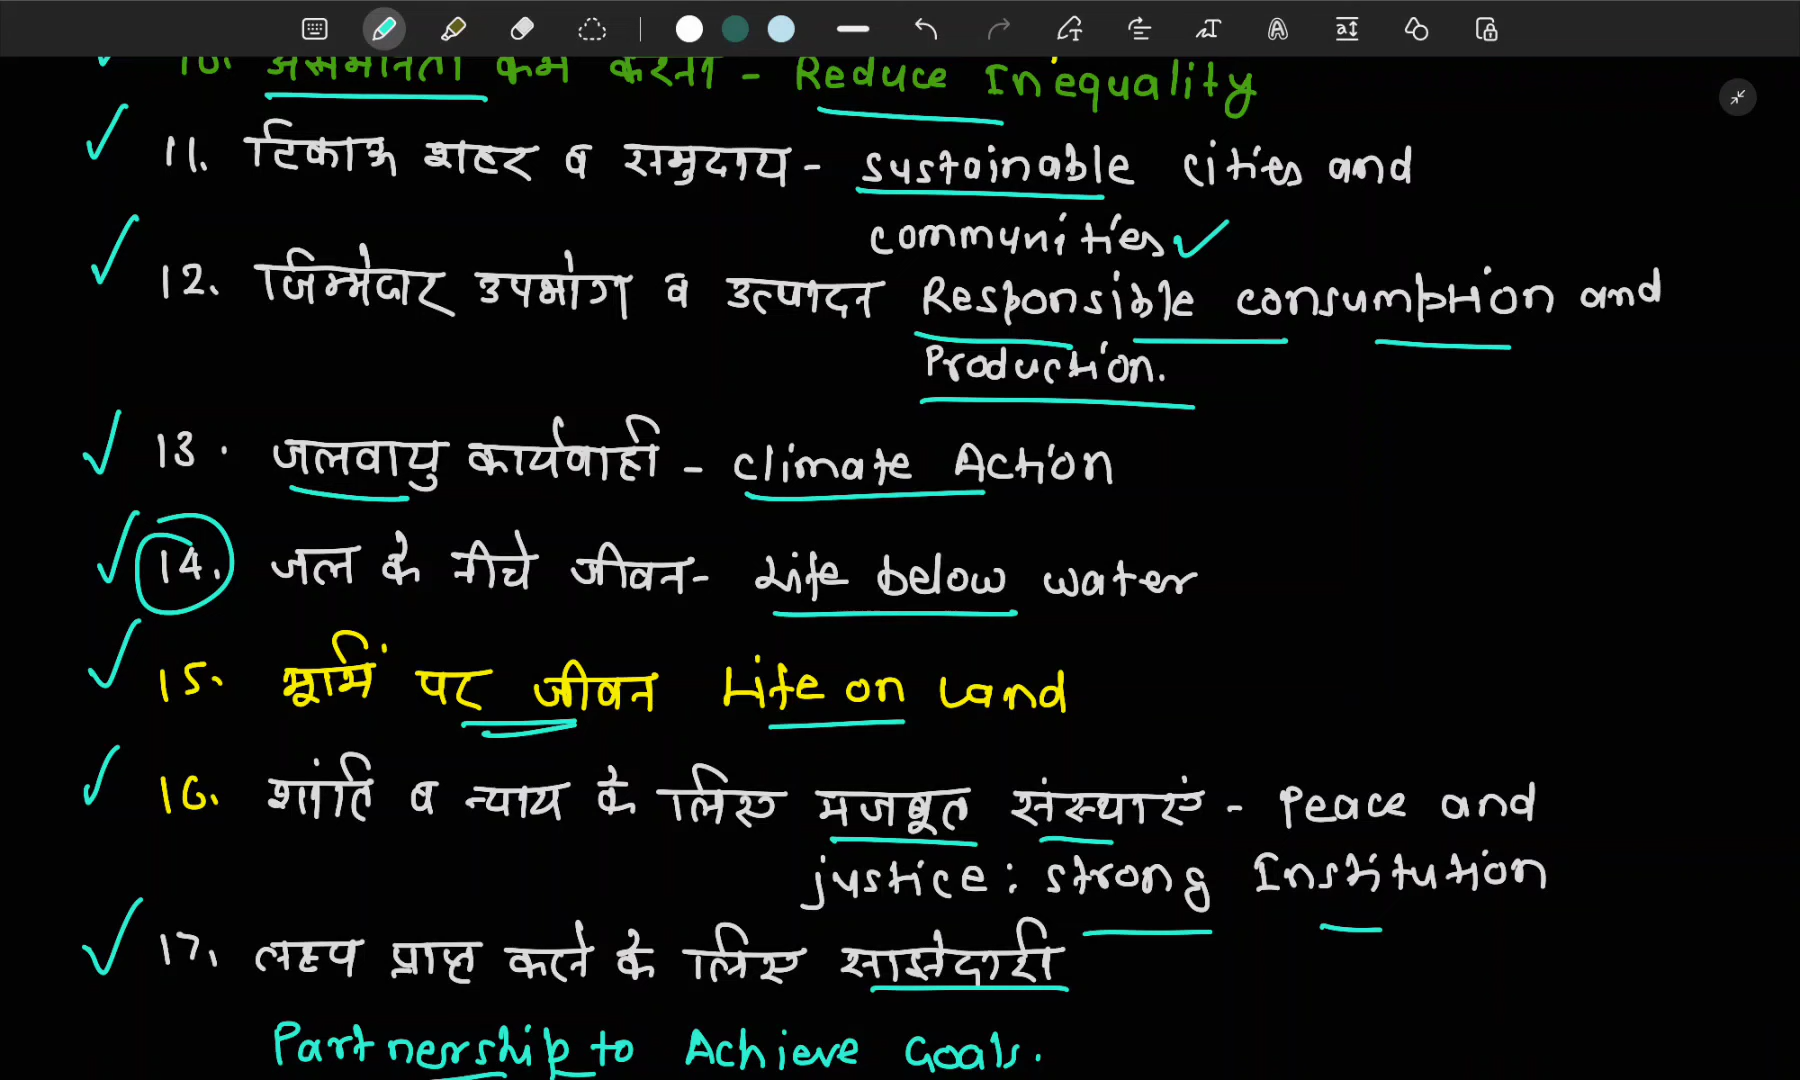 10. असमानता कम करना - Reduce Inequality
11. टिकाऊ शहर व समुदाय - sustainable cities and
communities
12. जिम्मेदार उपभोग व उत्पादन Responsible consumption and
Production.
13. जलवायु कार्यवाही - climate Action
14. जल के नीचे जीवन - Life below water
15. भूमि पर जीवन Life on Land
16. शांति व न्याय के लिए मजबूत संस्थाएं - Peace and
justice: strong Institution
17. लक्ष्य प्राप्त करने के लिए साझेदारी
Partnership to Achieve Goals.